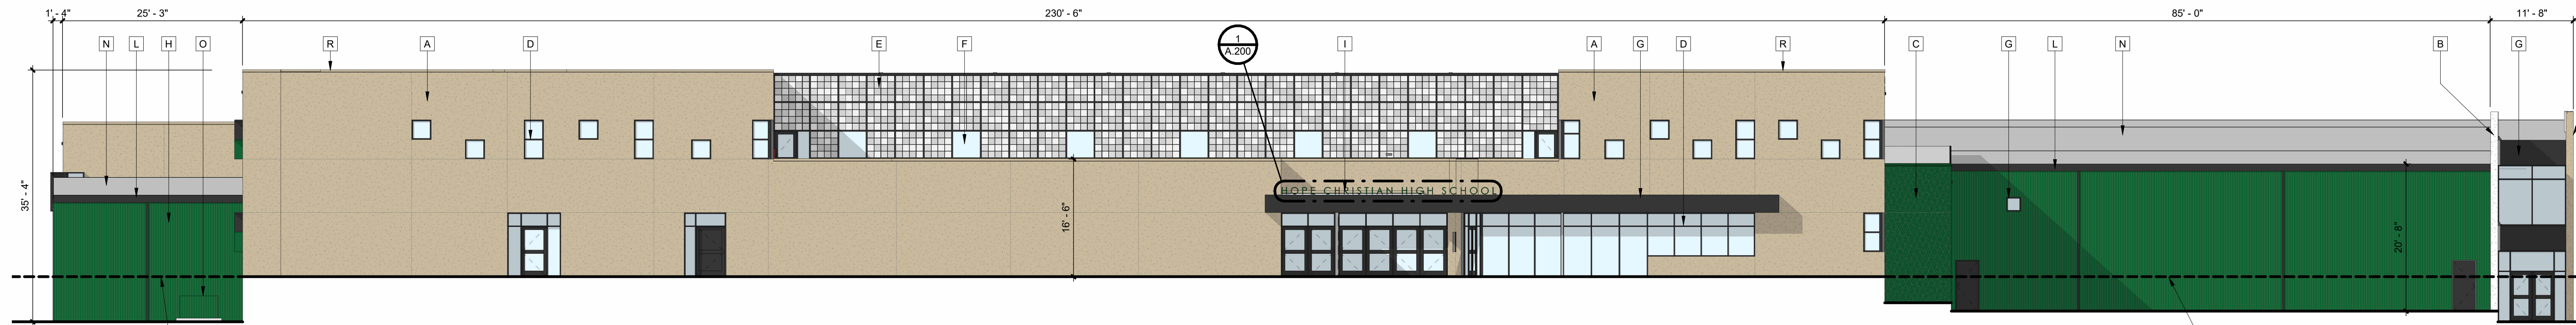 1' - 4" 25' - 3" 230' - 6" 85' - 0" 11' - 8"
N L H O R A D E F 1 I A G D R C G L N B G
A.200
35' - 4"
HOPE CHRISTIAN HIGH SCHOOL
16' - 6"
20' - 8"